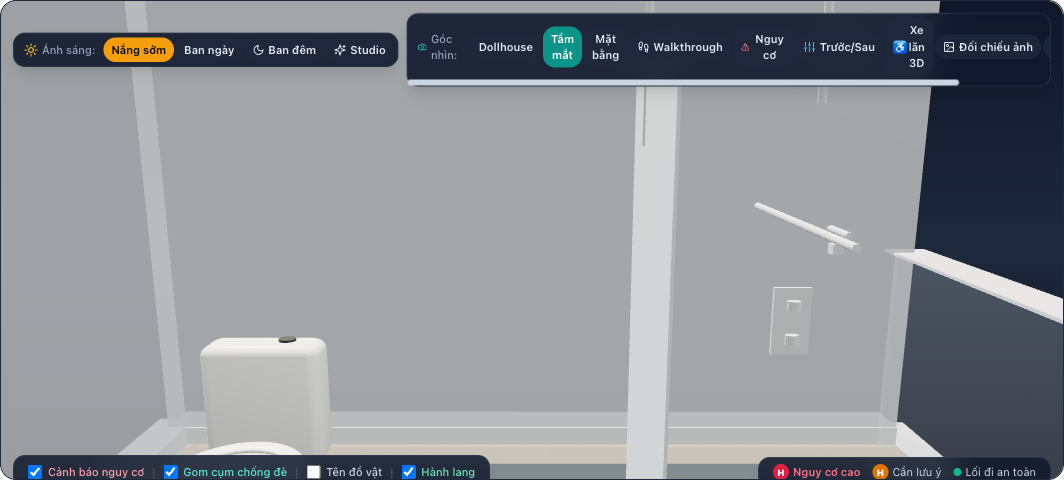 Ánh sáng: Nắng sớm Ban ngày Ban đêm Studio
Góc nhìn: Dollhouse Tầm mắt Mặt bằng Walkthrough Nguy cơ Trước/Sau Xe lăn 3D Đối chiếu ảnh
Cảnh báo nguy cơ Gom cụm chống đè Tên đồ vật Hành lang
H Nguy cơ cao H Cần lưu ý Lối đi an toàn